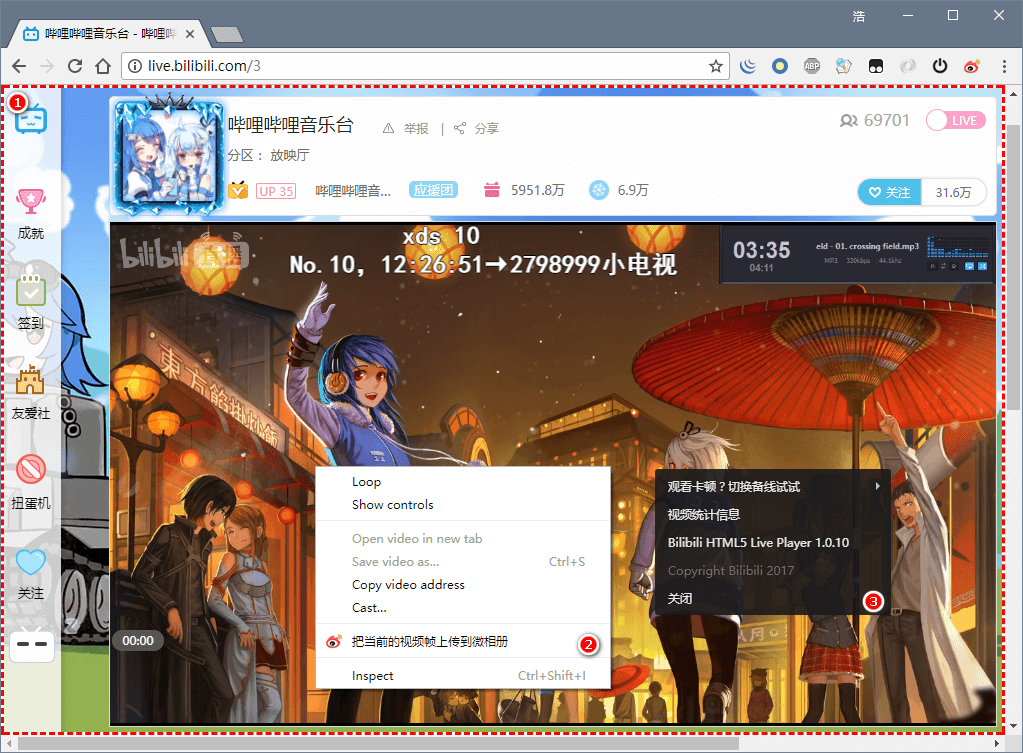 浩
哔哩哔哩音乐台 - 哔哩哔
live.bilibili.com/3
ABP
1
哔哩哔哩音乐台
举报 | 分享
69701
LIVE
分区： 放映厅
UP 35
哔哩哔哩音...
应援团
5951.8万
6.9万
关注
31.6万
成就
签到
友爱社
扭蛋机
关注
bilibili 直播
xds 10
No.10, 12:26:51→2798999小电视
03:35
04:11
eld - 01. crossing field.mp3
MP3 320kbps 44.1khz
Loop
Show controls
Open video in new tab
Save video as... Ctrl+S
Copy video address
Cast...
把当前的视频帧上传到微相册
2
Inspect Ctrl+Shift+I
观看卡顿？切换备线试试
视频统计信息
Bilibili HTML5 Live Player 1.0.10
Copyright Bilibili 2017
关闭
3
00:00